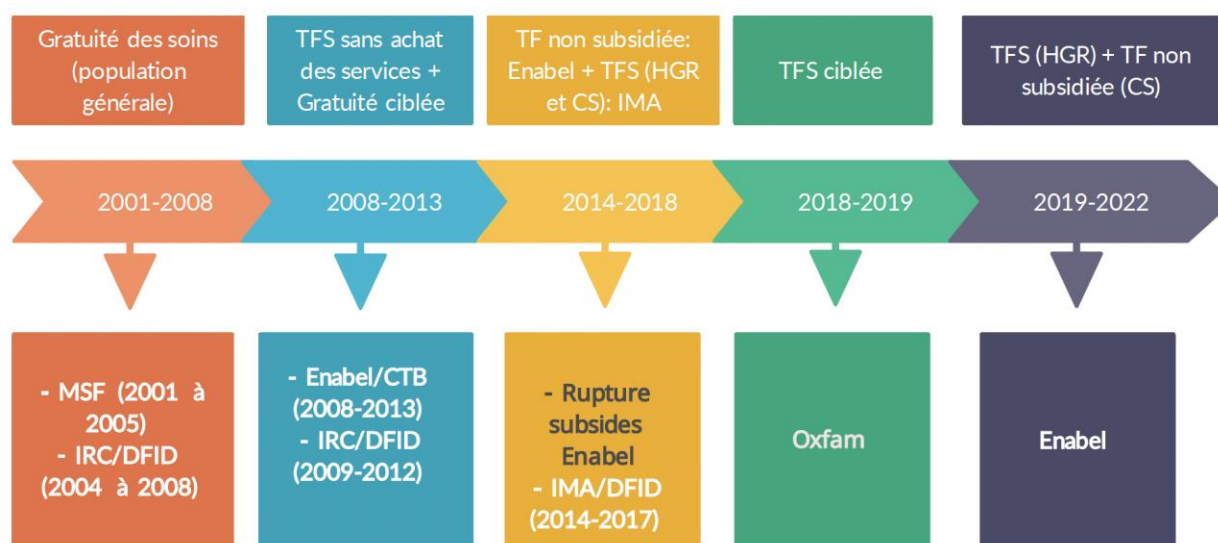 Gratuité des soins
(population
générale)
TFS sans achat
des services +
Gratuité ciblée
TF non subsidiée:
Enabel + TFS (HGR
et CS): IMA
TFS ciblée
TFS (HGR) + TF non
subsidiée (CS)
2001-2008
2008-2013
2014-2018
2018-2019
2019-2022
- MSF (2001 à
2005)
- IRC/DFID
(2004 à 2008)
- Enabel/CTB
(2008-2013)
- IRC/DFID
(2009-2012)
- Rupture
subsides
Enabel
- IMA/DFID
(2014-2017)
Oxfam
Enabel